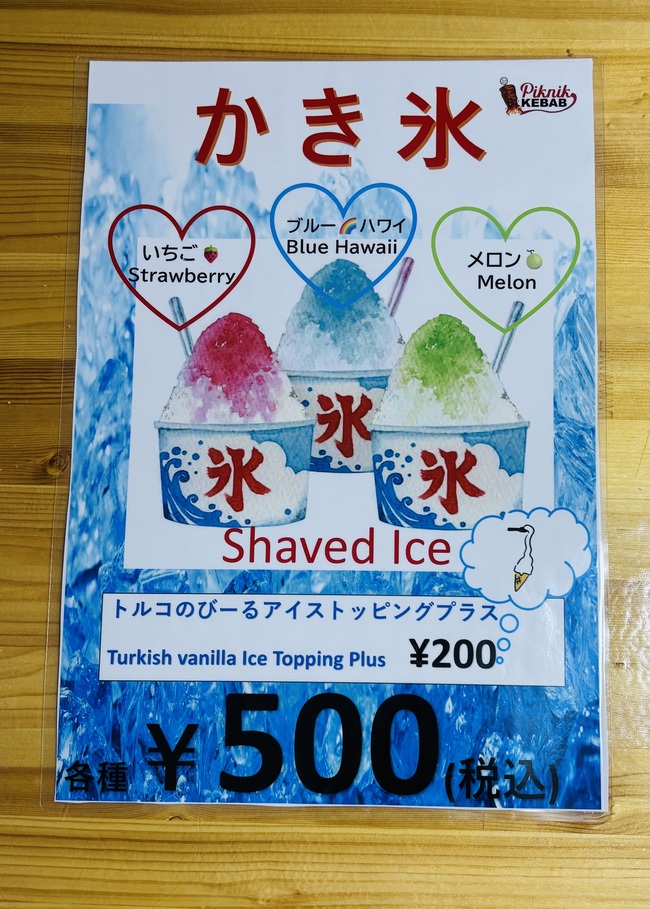 Piknik
KEBAB
かき氷
いちご🍓
Strawberry
ブルー🌈ハワイ
Blue Hawaii
メロン🍈
Melon
氷
氷
氷
Shaved Ice
トルコのびーるアイストッピングプラス
Turkish vanilla Ice Topping Plus ¥200
各種 ¥500(税込)